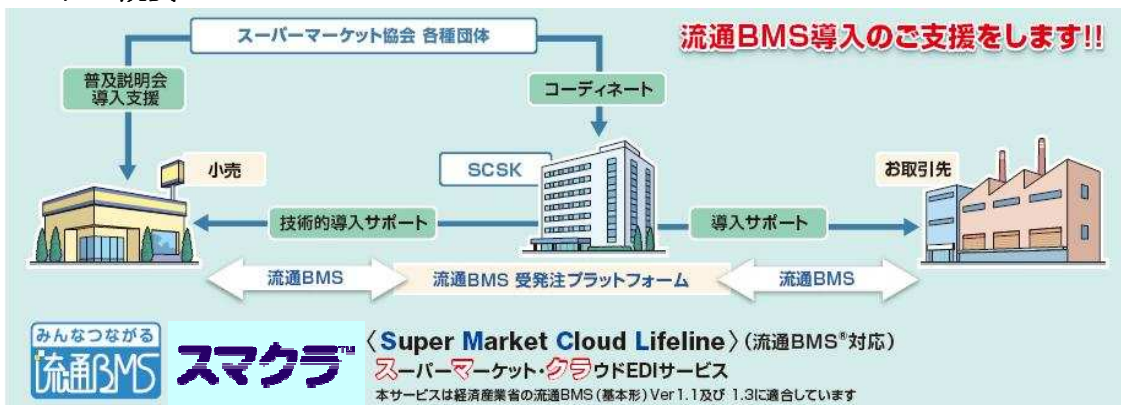 スーパーマーケット協会 各種団体
流通BMS導入のご支援をします!!
普及説明会
導入支援
コーディネート
小売
SCSK
お取引先
技術的導入サポート
導入サポート
流通BMS
流通BMS 受発注プラットフォーム
流通BMS
みんなつながる
流通BMS
スマクラ™
〈Super Market Cloud Lifeline〉(流通BMS®対応)
スーパーマーケット・クラウドEDIサービス
本サービスは経済産業省の流通BMS(基本形)Ver1.1及び 1.3に適合しています